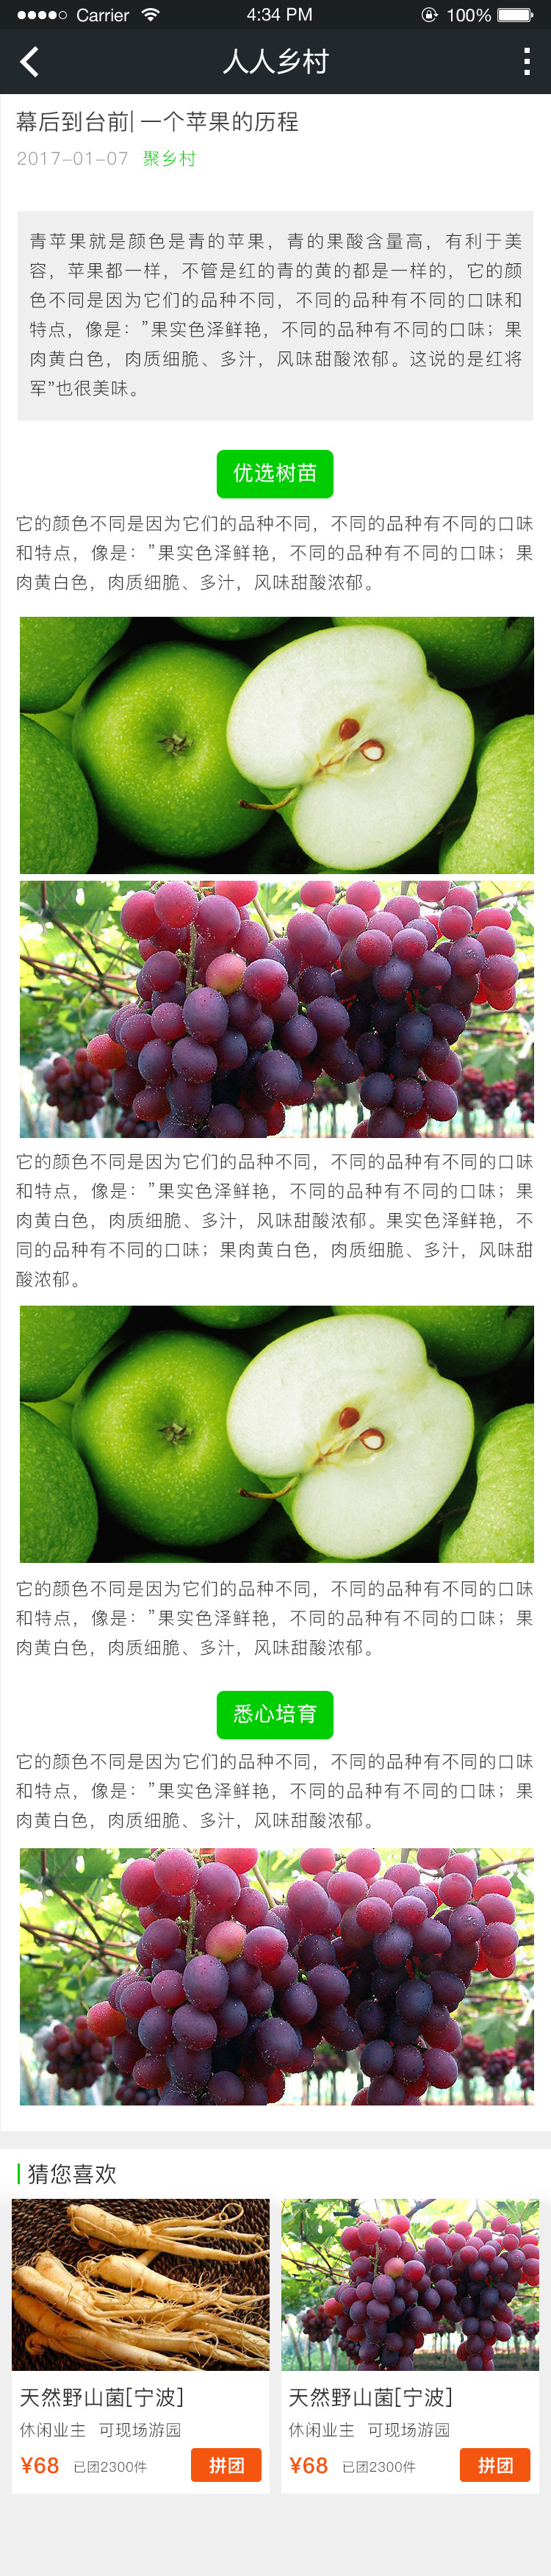 Carrier 4:34 PM 100%
人人乡村
幕后到台前| 一个苹果的历程
2017-01-07 聚乡村
青苹果就是颜色是青的苹果，青的果酸含量高，有利于美
容，苹果都一样，不管是红的青的黄的都是一样的，它的颜
色不同是因为它们的品种不同，不同的品种有不同的口味和
特点，像是：”果实色泽鲜艳，不同的品种有不同的口味；果
肉黄白色，肉质细脆、多汁，风味甜酸浓郁。这说的是红将
军”也很美味。
优选树苗
它的颜色不同是因为它们的品种不同，不同的品种有不同的口味
和特点，像是：”果实色泽鲜艳，不同的品种有不同的口味；果
肉黄白色，肉质细脆、多汁，风味甜酸浓郁。
它的颜色不同是因为它们的品种不同，不同的品种有不同的口味
和特点，像是：”果实色泽鲜艳，不同的品种有不同的口味；果
肉黄白色，肉质细脆、多汁，风味甜酸浓郁。果实色泽鲜艳，不
同的品种有不同的口味；果肉黄白色，肉质细脆、多汁，风味甜
酸浓郁。
它的颜色不同是因为它们的品种不同，不同的品种有不同的口味
和特点，像是：”果实色泽鲜艳，不同的品种有不同的口味；果
肉黄白色，肉质细脆、多汁，风味甜酸浓郁。
悉心培育
它的颜色不同是因为它们的品种不同，不同的品种有不同的口味
和特点，像是：”果实色泽鲜艳，不同的品种有不同的口味；果
肉黄白色，肉质细脆、多汁，风味甜酸浓郁。
猜您喜欢
天然野山菌[宁波]
休闲业主 可现场游园
¥68 已团2300件 拼团
天然野山菌[宁波]
休闲业主 可现场游园
¥68 已团2300件 拼团